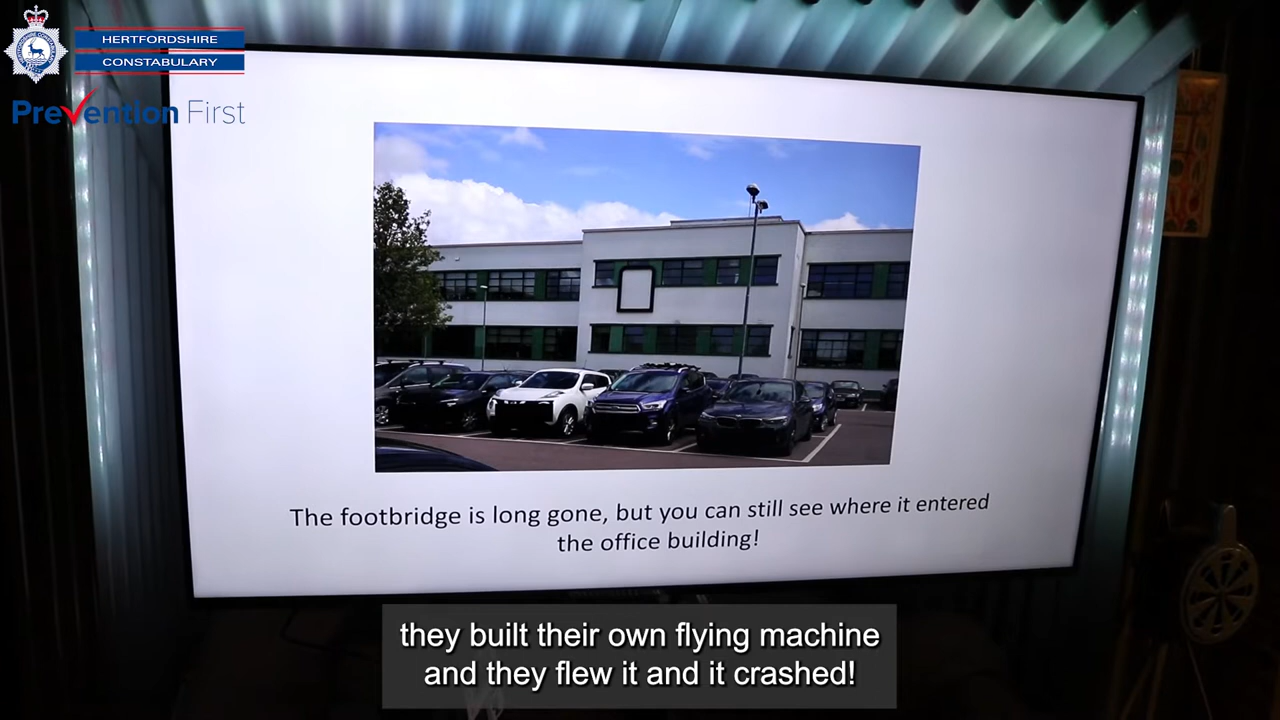 HERTFORDSHIRE
CONSTABULARY
Prevention First
The footbridge is long gone, but you can still see where it entered
the office building!
they built their own flying machine
and they flew it and it crashed!